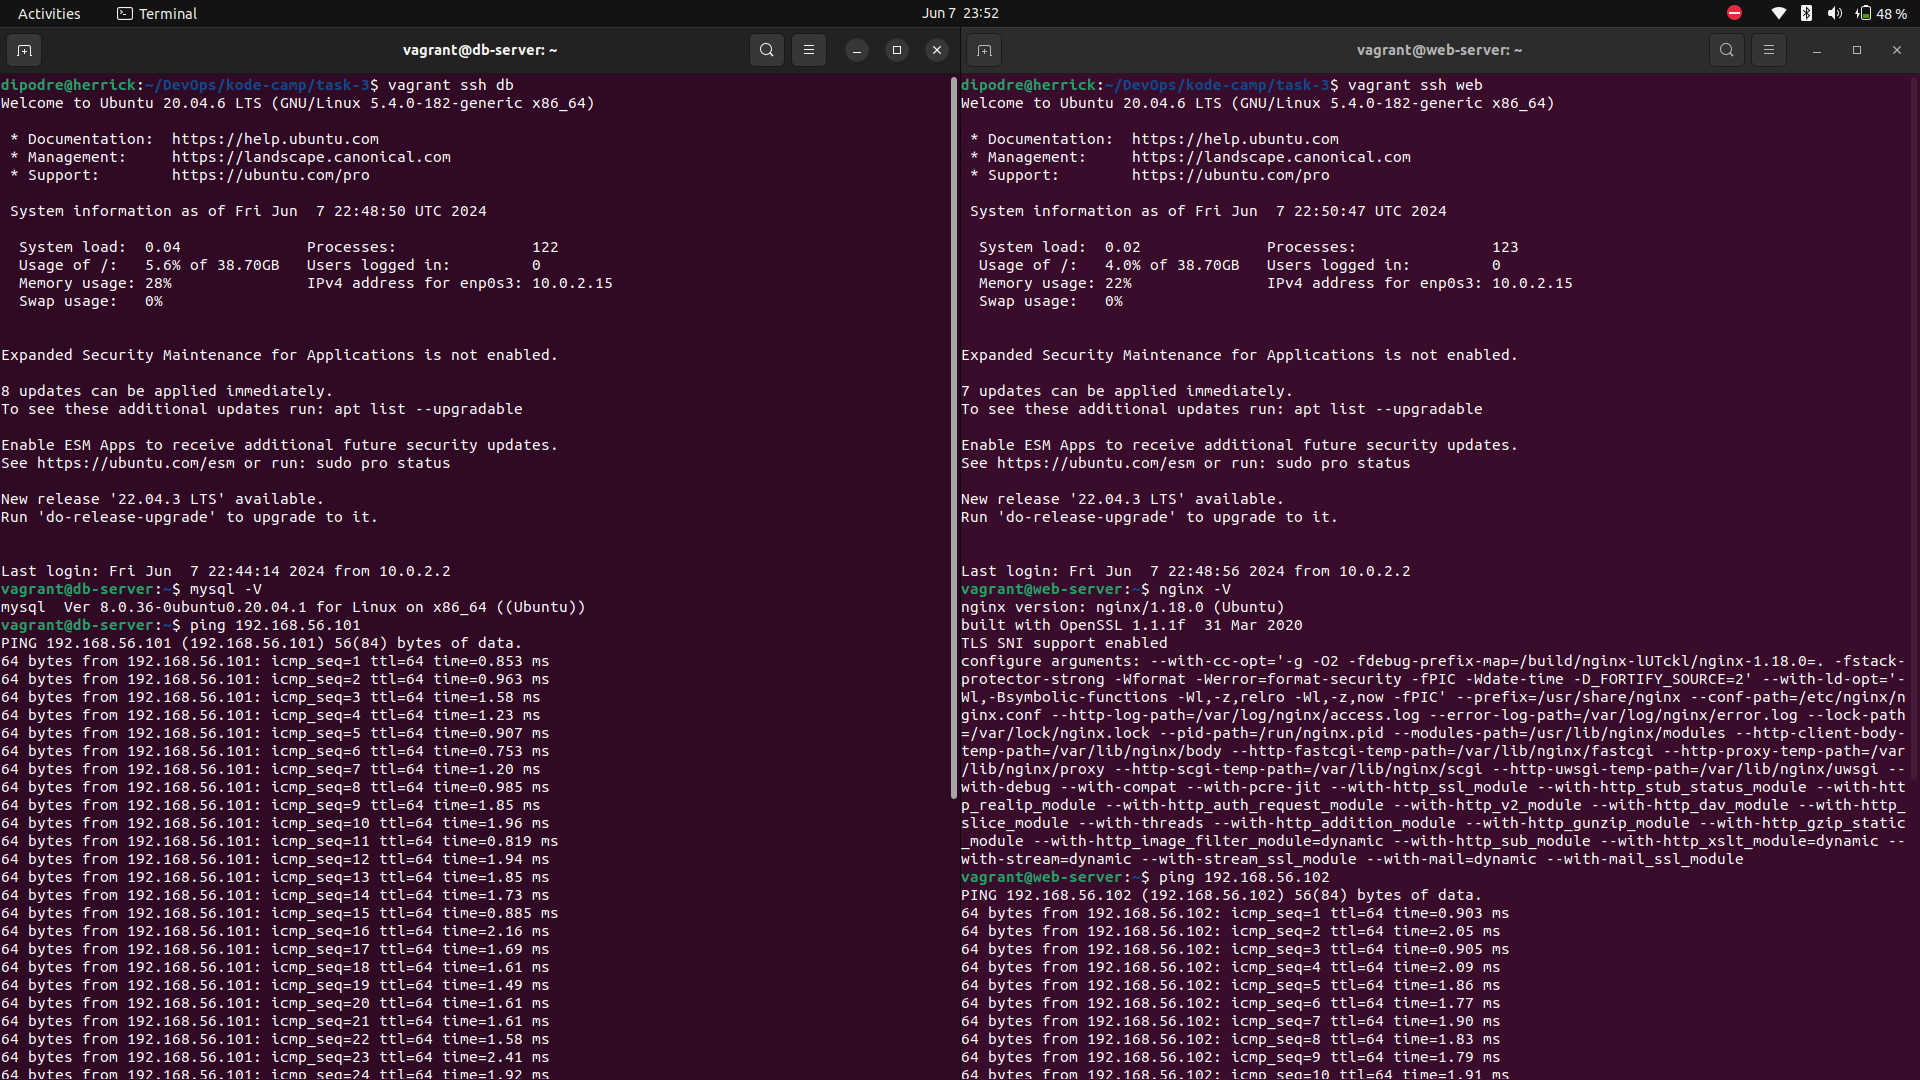 Activities
Terminal
Jun 7  23:52
48 %
vagrant@db-server: ~
dipodre@herrick:~/DevOps/kode-camp/task-3$ vagrant ssh db
Welcome to Ubuntu 20.04.6 LTS (GNU/Linux 5.4.0-182-generic x86_64)
* Documentation:  https://help.ubuntu.com
* Management:     https://landscape.canonical.com
* Support:        https://ubuntu.com/pro
System information as of Fri Jun  7 22:48:50 UTC 2024
System load:  0.04              Processes:               122
Usage of /:   5.6% of 38.70GB   Users logged in:         0
Memory usage: 28%               IPv4 address for enp0s3: 10.0.2.15
Swap usage:   0%
Expanded Security Maintenance for Applications is not enabled.
8 updates can be applied immediately.
To see these additional updates run: apt list --upgradable
Enable ESM Apps to receive additional future security updates.
See https://ubuntu.com/esm or run: sudo pro status
New release '22.04.3 LTS' available.
Run 'do-release-upgrade' to upgrade to it.
Last login: Fri Jun  7 22:44:14 2024 from 10.0.2.2
vagrant@db-server:~$ mysql -V
mysql  Ver 8.0.36-0ubuntu0.20.04.1 for Linux on x86_64 ((Ubuntu))
vagrant@db-server:~$ ping 192.168.56.101
PING 192.168.56.101 (192.168.56.101) 56(84) bytes of data.
64 bytes from 192.168.56.101: icmp_seq=1 ttl=64 time=0.853 ms
64 bytes from 192.168.56.101: icmp_seq=2 ttl=64 time=0.963 ms
64 bytes from 192.168.56.101: icmp_seq=3 ttl=64 time=1.58 ms
64 bytes from 192.168.56.101: icmp_seq=4 ttl=64 time=1.23 ms
64 bytes from 192.168.56.101: icmp_seq=5 ttl=64 time=0.907 ms
64 bytes from 192.168.56.101: icmp_seq=6 ttl=64 time=0.753 ms
64 bytes from 192.168.56.101: icmp_seq=7 ttl=64 time=1.20 ms
64 bytes from 192.168.56.101: icmp_seq=8 ttl=64 time=0.985 ms
64 bytes from 192.168.56.101: icmp_seq=9 ttl=64 time=1.85 ms
64 bytes from 192.168.56.101: icmp_seq=10 ttl=64 time=1.96 ms
64 bytes from 192.168.56.101: icmp_seq=11 ttl=64 time=0.819 ms
64 bytes from 192.168.56.101: icmp_seq=12 ttl=64 time=1.94 ms
64 bytes from 192.168.56.101: icmp_seq=13 ttl=64 time=1.85 ms
64 bytes from 192.168.56.101: icmp_seq=14 ttl=64 time=1.73 ms
64 bytes from 192.168.56.101: icmp_seq=15 ttl=64 time=0.885 ms
64 bytes from 192.168.56.101: icmp_seq=16 ttl=64 time=2.16 ms
64 bytes from 192.168.56.101: icmp_seq=17 ttl=64 time=1.69 ms
64 bytes from 192.168.56.101: icmp_seq=18 ttl=64 time=1.61 ms
64 bytes from 192.168.56.101: icmp_seq=19 ttl=64 time=1.49 ms
64 bytes from 192.168.56.101: icmp_seq=20 ttl=64 time=1.61 ms
64 bytes from 192.168.56.101: icmp_seq=21 ttl=64 time=1.61 ms
64 bytes from 192.168.56.101: icmp_seq=22 ttl=64 time=1.58 ms
64 bytes from 192.168.56.101: icmp_seq=23 ttl=64 time=2.41 ms
64 bytes from 192.168.56.101: icmp_seq=24 ttl=64 time=1.92 ms
vagrant@web-server: ~
dipodre@herrick:~/DevOps/kode-camp/task-3$ vagrant ssh web
Welcome to Ubuntu 20.04.6 LTS (GNU/Linux 5.4.0-182-generic x86_64)
* Documentation:  https://help.ubuntu.com
* Management:     https://landscape.canonical.com
* Support:        https://ubuntu.com/pro
System information as of Fri Jun  7 22:50:47 UTC 2024
System load:  0.02              Processes:               123
Usage of /:   4.0% of 38.70GB   Users logged in:         0
Memory usage: 22%               IPv4 address for enp0s3: 10.0.2.15
Swap usage:   0%
Expanded Security Maintenance for Applications is not enabled.
7 updates can be applied immediately.
To see these additional updates run: apt list --upgradable
Enable ESM Apps to receive additional future security updates.
See https://ubuntu.com/esm or run: sudo pro status
New release '22.04.3 LTS' available.
Run 'do-release-upgrade' to upgrade to it.
Last login: Fri Jun  7 22:48:56 2024 from 10.0.2.2
vagrant@web-server:~$ nginx -V
nginx version: nginx/1.18.0 (Ubuntu)
built with OpenSSL 1.1.1f  31 Mar 2020
TLS SNI support enabled
configure arguments: --with-cc-opt='-g -O2 -fdebug-prefix-map=/build/nginx-lUTckl/nginx-1.18.0=. -fstack-
protector-strong -Wformat -Werror=format-security -fPIC -Wdate-time -D_FORTIFY_SOURCE=2' --with-ld-opt='-
Wl,-Bsymbolic-functions -Wl,-z,relro -Wl,-z,now -fPIC' --prefix=/usr/share/nginx --conf-path=/etc/nginx/n
ginx.conf --http-log-path=/var/log/nginx/access.log --error-log-path=/var/log/nginx/error.log --lock-path
=/var/lock/nginx.lock --pid-path=/run/nginx.pid --modules-path=/usr/lib/nginx/modules --http-client-body-
temp-path=/var/lib/nginx/body --http-fastcgi-temp-path=/var/lib/nginx/fastcgi --http-proxy-temp-path=/var
/lib/nginx/proxy --http-scgi-temp-path=/var/lib/nginx/scgi --http-uwsgi-temp-path=/var/lib/nginx/uwsgi --
with-debug --with-compat --with-pcre-jit --with-http_ssl_module --with-http_stub_status_module --with-htt
p_realip_module --with-http_auth_request_module --with-http_v2_module --with-http_dav_module --with-http_
slice_module --with-threads --with-http_addition_module --with-http_gunzip_module --with-http_gzip_static
_module --with-http_image_filter_module=dynamic --with-http_sub_module --with-http_xslt_module=dynamic --
with-stream=dynamic --with-stream_ssl_module --with-mail=dynamic --with-mail_ssl_module
vagrant@web-server:~$ ping 192.168.56.102
PING 192.168.56.102 (192.168.56.102) 56(84) bytes of data.
64 bytes from 192.168.56.102: icmp_seq=1 ttl=64 time=0.903 ms
64 bytes from 192.168.56.102: icmp_seq=2 ttl=64 time=2.05 ms
64 bytes from 192.168.56.102: icmp_seq=3 ttl=64 time=0.905 ms
64 bytes from 192.168.56.102: icmp_seq=4 ttl=64 time=2.09 ms
64 bytes from 192.168.56.102: icmp_seq=5 ttl=64 time=1.86 ms
64 bytes from 192.168.56.102: icmp_seq=6 ttl=64 time=1.77 ms
64 bytes from 192.168.56.102: icmp_seq=7 ttl=64 time=1.90 ms
64 bytes from 192.168.56.102: icmp_seq=8 ttl=64 time=1.83 ms
64 bytes from 192.168.56.102: icmp_seq=9 ttl=64 time=1.79 ms
64 bytes from 192.168.56.102: icmp_seq=10 ttl=64 time=1.91 ms